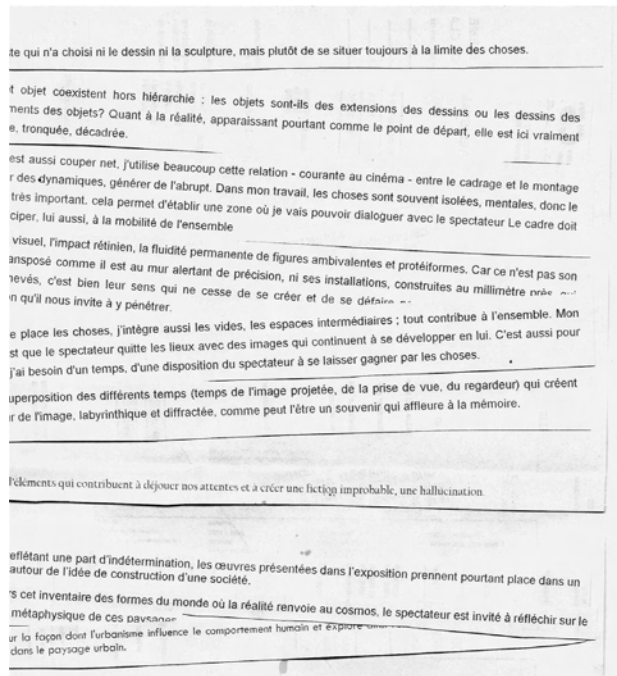 te qui n'a choisi ni le dessin ni la sculpture, mais plutôt de se situer toujours à la limite des choses.
t objet coexistent hors hiérarchie : les objets sont-ils des extensions des dessins ou les dessins des
ments des objets? Quant à la réalité, apparaissant pourtant comme le point de départ, elle est ici vraiment
e, tronquée, décadrée.
est aussi couper net, j'utilise beaucoup cette relation - courante au cinéma - entre le cadrage et le montage
r des dynamiques, générer de l'abrupt. Dans mon travail, les choses sont souvent isolées, mentales, donc le
très important. cela permet d'établir une zone où je vais pouvoir dialoguer avec le spectateur Le cadre doit
ciper, lui aussi, à la mobilité de l'ensemble
visuel, l'impact rétinien, la fluidité permanente de figures ambivalentes et protéiformes. Car ce n'est pas son
ansposé comme il est au mur alertant de précision, ni ses installations, construites au millimètre
nevés, c'est bien leur sens qui ne cesse de se créer et de se défaire
n qu'il nous invite à y pénétrer.
e place les choses, j'intègre aussi les vides, les espaces intermédiaires ; tout contribue à l'ensemble. Mon
st que le spectateur quitte les lieux avec des images qui continuent à se développer en lui. C'est aussi pour
j'ai besoin d'un temps, d'une disposition du spectateur à se laisser gagner par les choses.
uperposition des différents temps (temps de l'image projetée, de la prise de vue, du regardeur) qui créent
r de l'image, labyrinthique et diffractée, comme peut l'être un souvenir qui affleure à la mémoire.
l'éléments qui contribuent à déjouer nos attentes et à créer une fiction improbable, une hallucination.
eflétant une part d'indétermination, les œuvres présentées dans l'exposition prennent pourtant place dans un
autour de l'idée de construction d'une société.
rs cet inventaire des formes du monde où la réalité renvoie au cosmos, le spectateur est invité à réfléchir sur le
métaphysique de ces paysages
ur la façon dont l'urbanisme influence le comportement humain et explore
dans le paysage urbain.